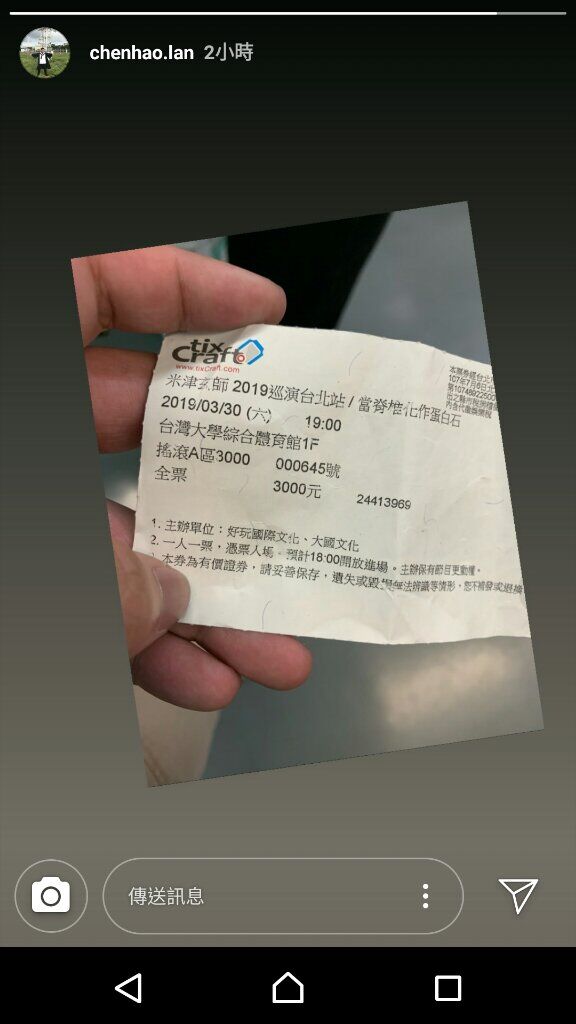 chenhao.lan 2小時
tixCraft
www.tixCraft.com
米津玄師 2019巡演台北站 / 當脊椎化作蛋白石
2019/03/30 (六) 19:00
台灣大學綜合體育館1F
搖滾A區3000 000645號
全票 3000元 24413969
1. 主辦單位：好玩國際文化、大國文化
2. 一人一票，憑票入場。預計18:00開放進場。主辦保有節目更動權。
本券為有價證券，請妥善保存，遺失或毀損無法辨識等情形，恕不補發或退換
傳送訊息